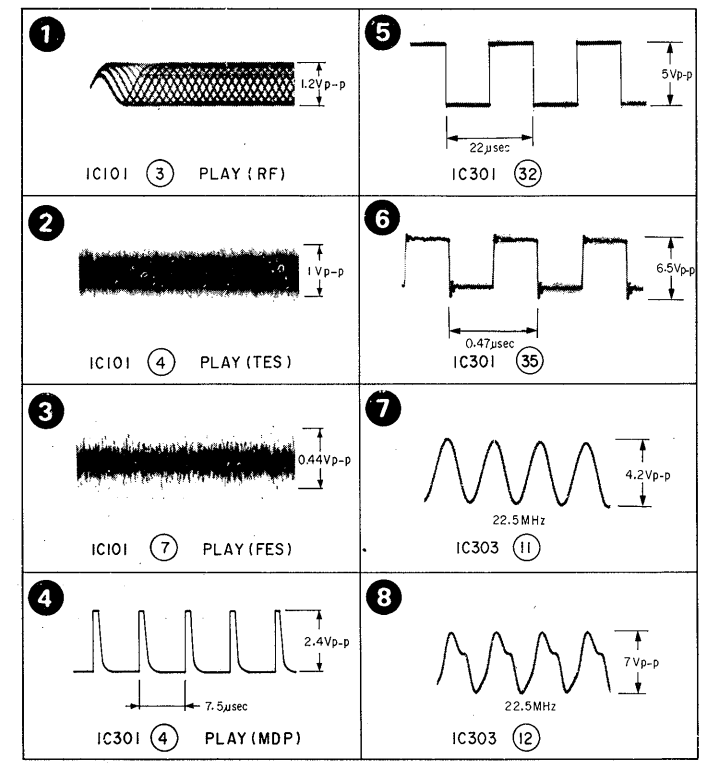 1
1.2Vp-p
IC101 3 PLAY (RF)
2
1Vp-p
IC101 4 PLAY (TES)
3
0.44Vp-p
IC101 7 PLAY (FES)
4
2.4Vp-p
7.5µsec
IC301 4 PLAY (MDP)
5
5Vp-p
22µsec
IC301 32
6
6.5Vp-p
0.47µsec
IC301 35
7
4.2Vp-p
22.5MHz
IC303 11
8
7Vp-p
22.5MHz
IC303 12